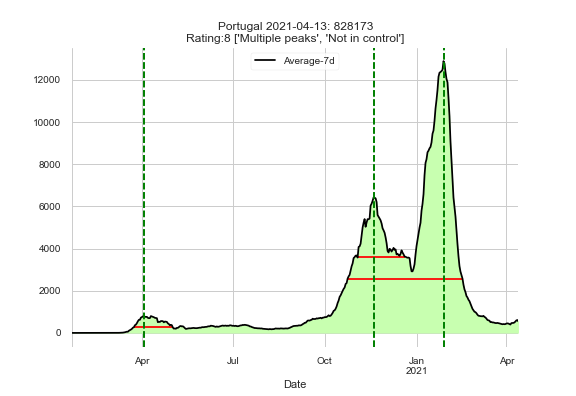 Portugal 2021-04-13: 828173
Rating:8 ['Multiple peaks', 'Not in control']
Average-7d
12000
10000
8000
6000
4000
2000
0
Apr Jul Oct Jan Apr
2021
Date